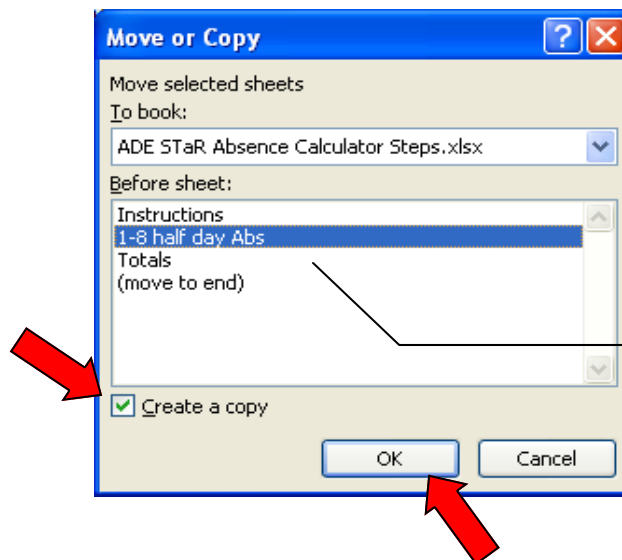 Move or Copy
Move selected sheets
To book:
ADE STaR Absence Calculator Steps.xlsx
Before sheet:
Instructions
1-8 half day Abs
Totals
(move to end)
Create a copy
OK Cancel